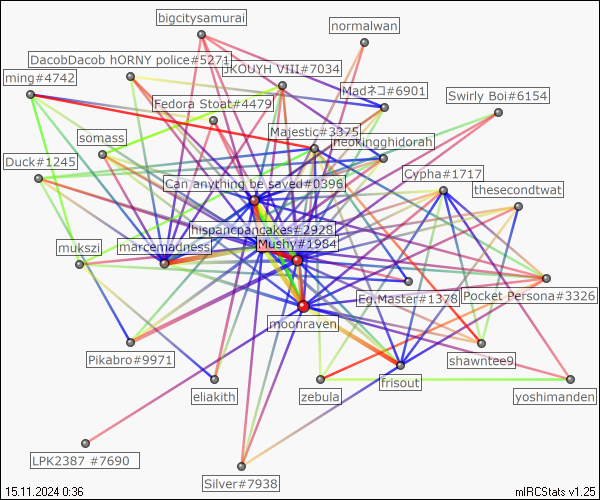 bigcitysamurai
normalwan
DacobDacob hORNY police#5271
JKOUYH VIII#7034
ming#4742
Madネコ#6901
Swirly Boi#6154
Fedora Stoat#4479
Majestic#3375
somass
neokingghidorah
Duck#1245
Cypha#1717
Can anything be saved#0396
thesecondtwat
hispancpancakes#2928
mukszi
marcemadness
Mushy#1984
Eg.Master#1378
Pocket Persona#3326
moonraven
Pikabro#9971
shawntee9
frisout
eliakith
zebula
yoshimanden
LPK2387 #7690
Silver#7938
15.11.2024 0:36
mIRCStats v1.25